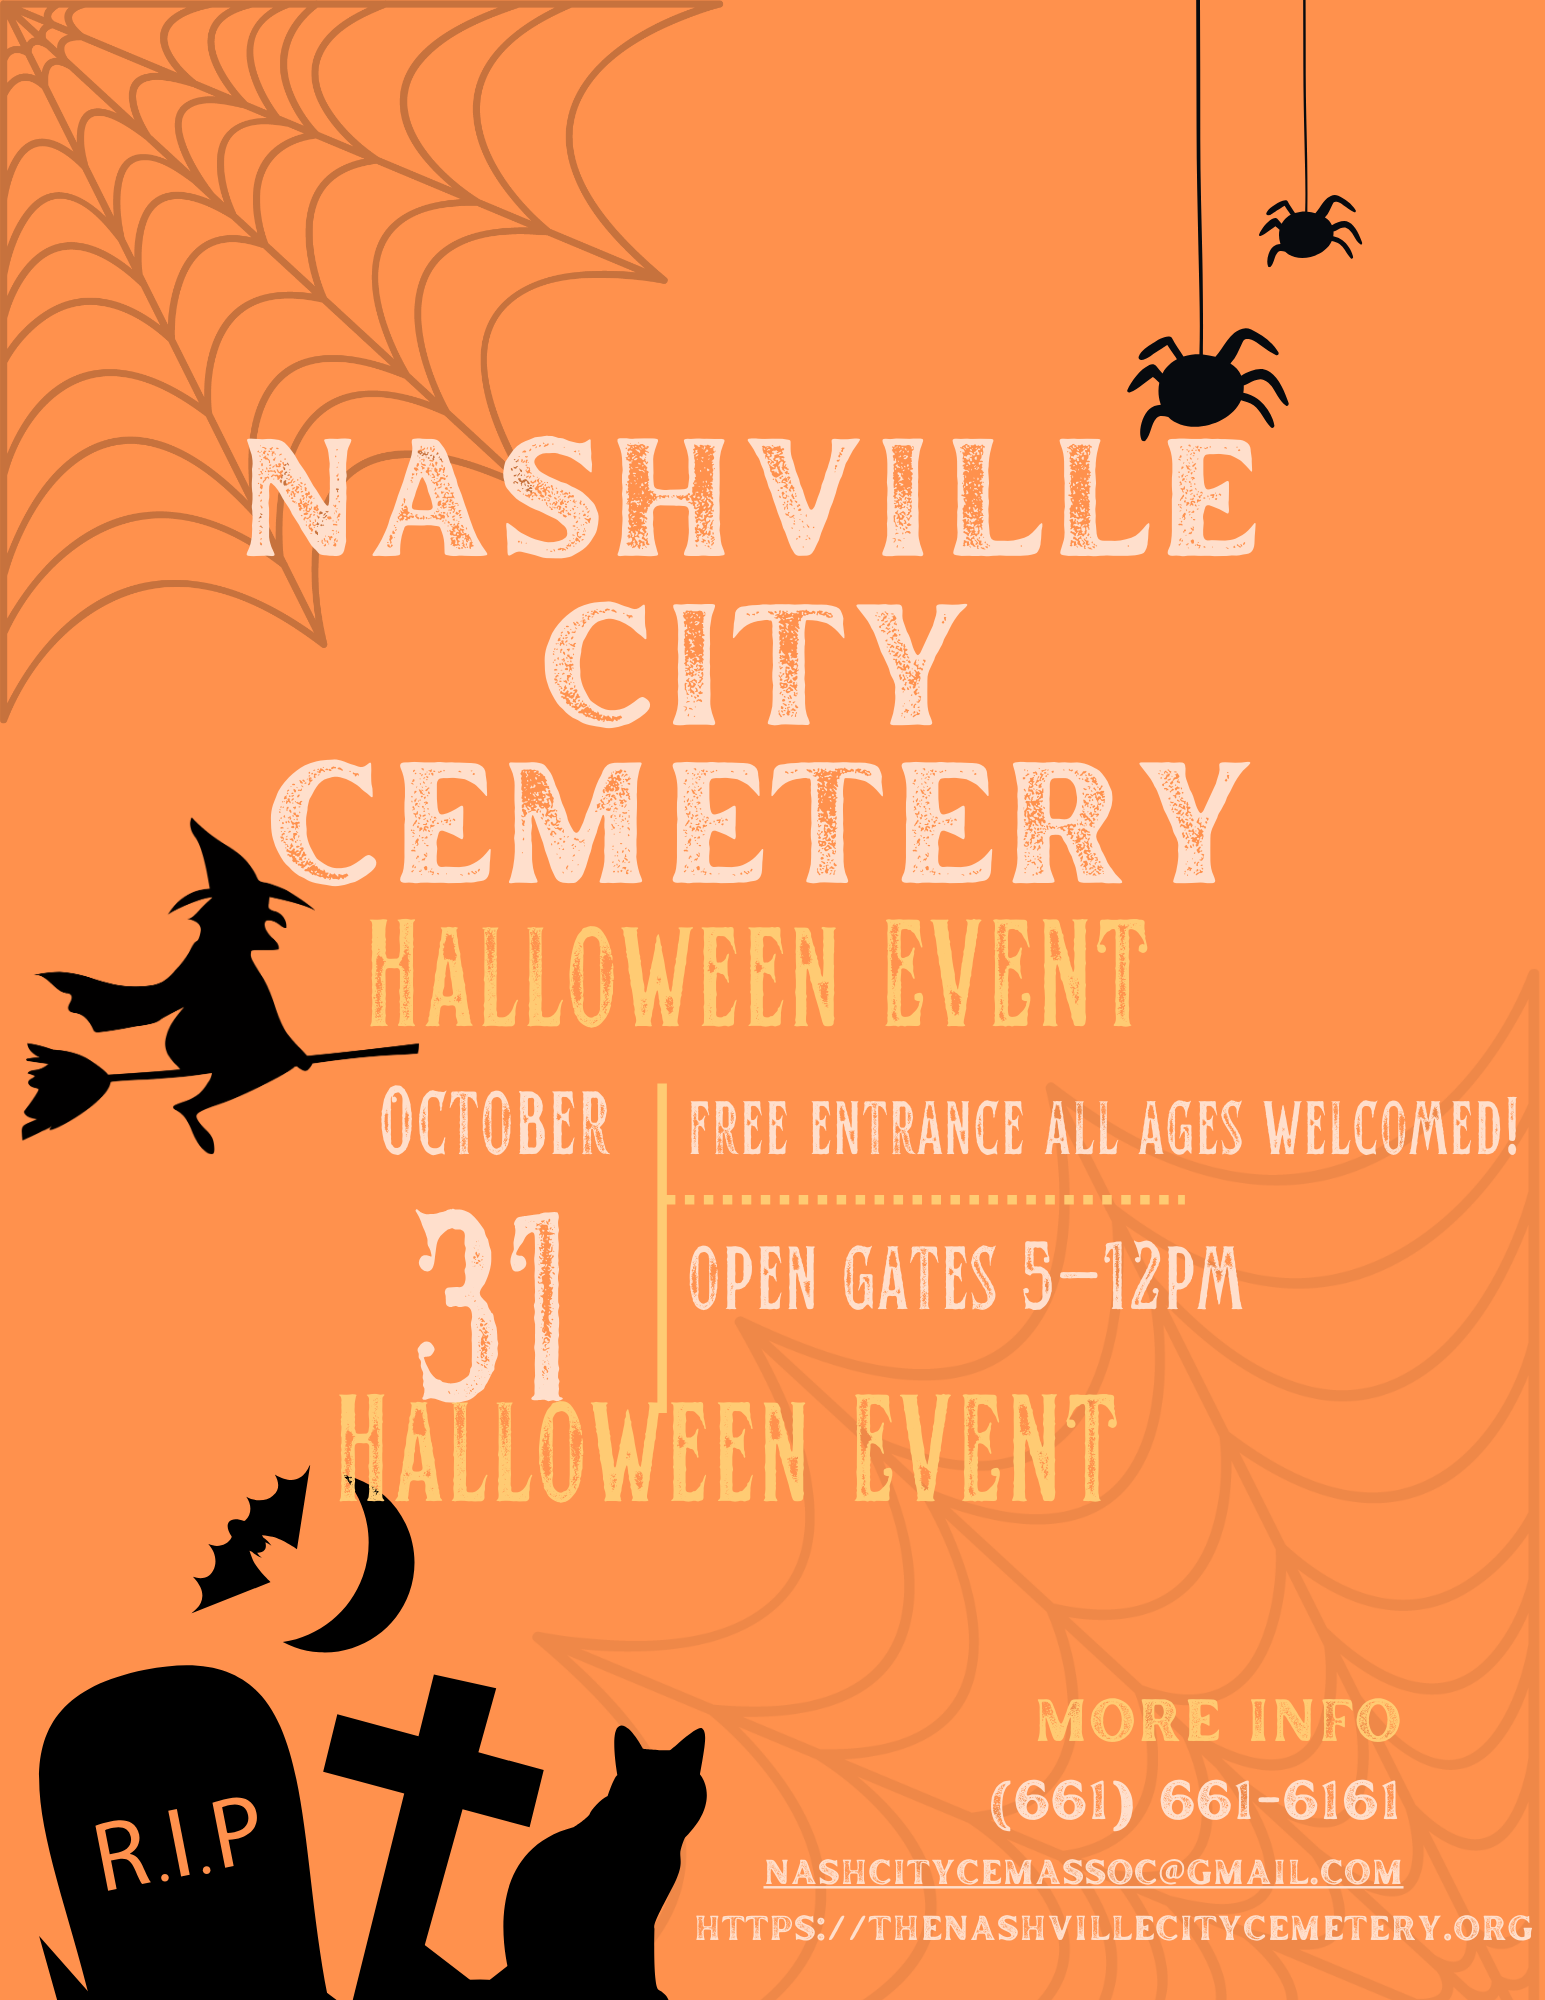 NASHVILLE
CITY
CEMETERY
HALLOWEEN EVENT
OCTOBER
31
FREE ENTRANCE ALL AGES WELCOMED!
OPEN GATES 5-12PM
HALLOWEEN EVENT
R.I.P
MORE INFO
(661) 661-6161
NASHCITYCEMASSOC@GMAIL.COM
HTTPS://THENASHVILLECITYCEMETERY.ORG